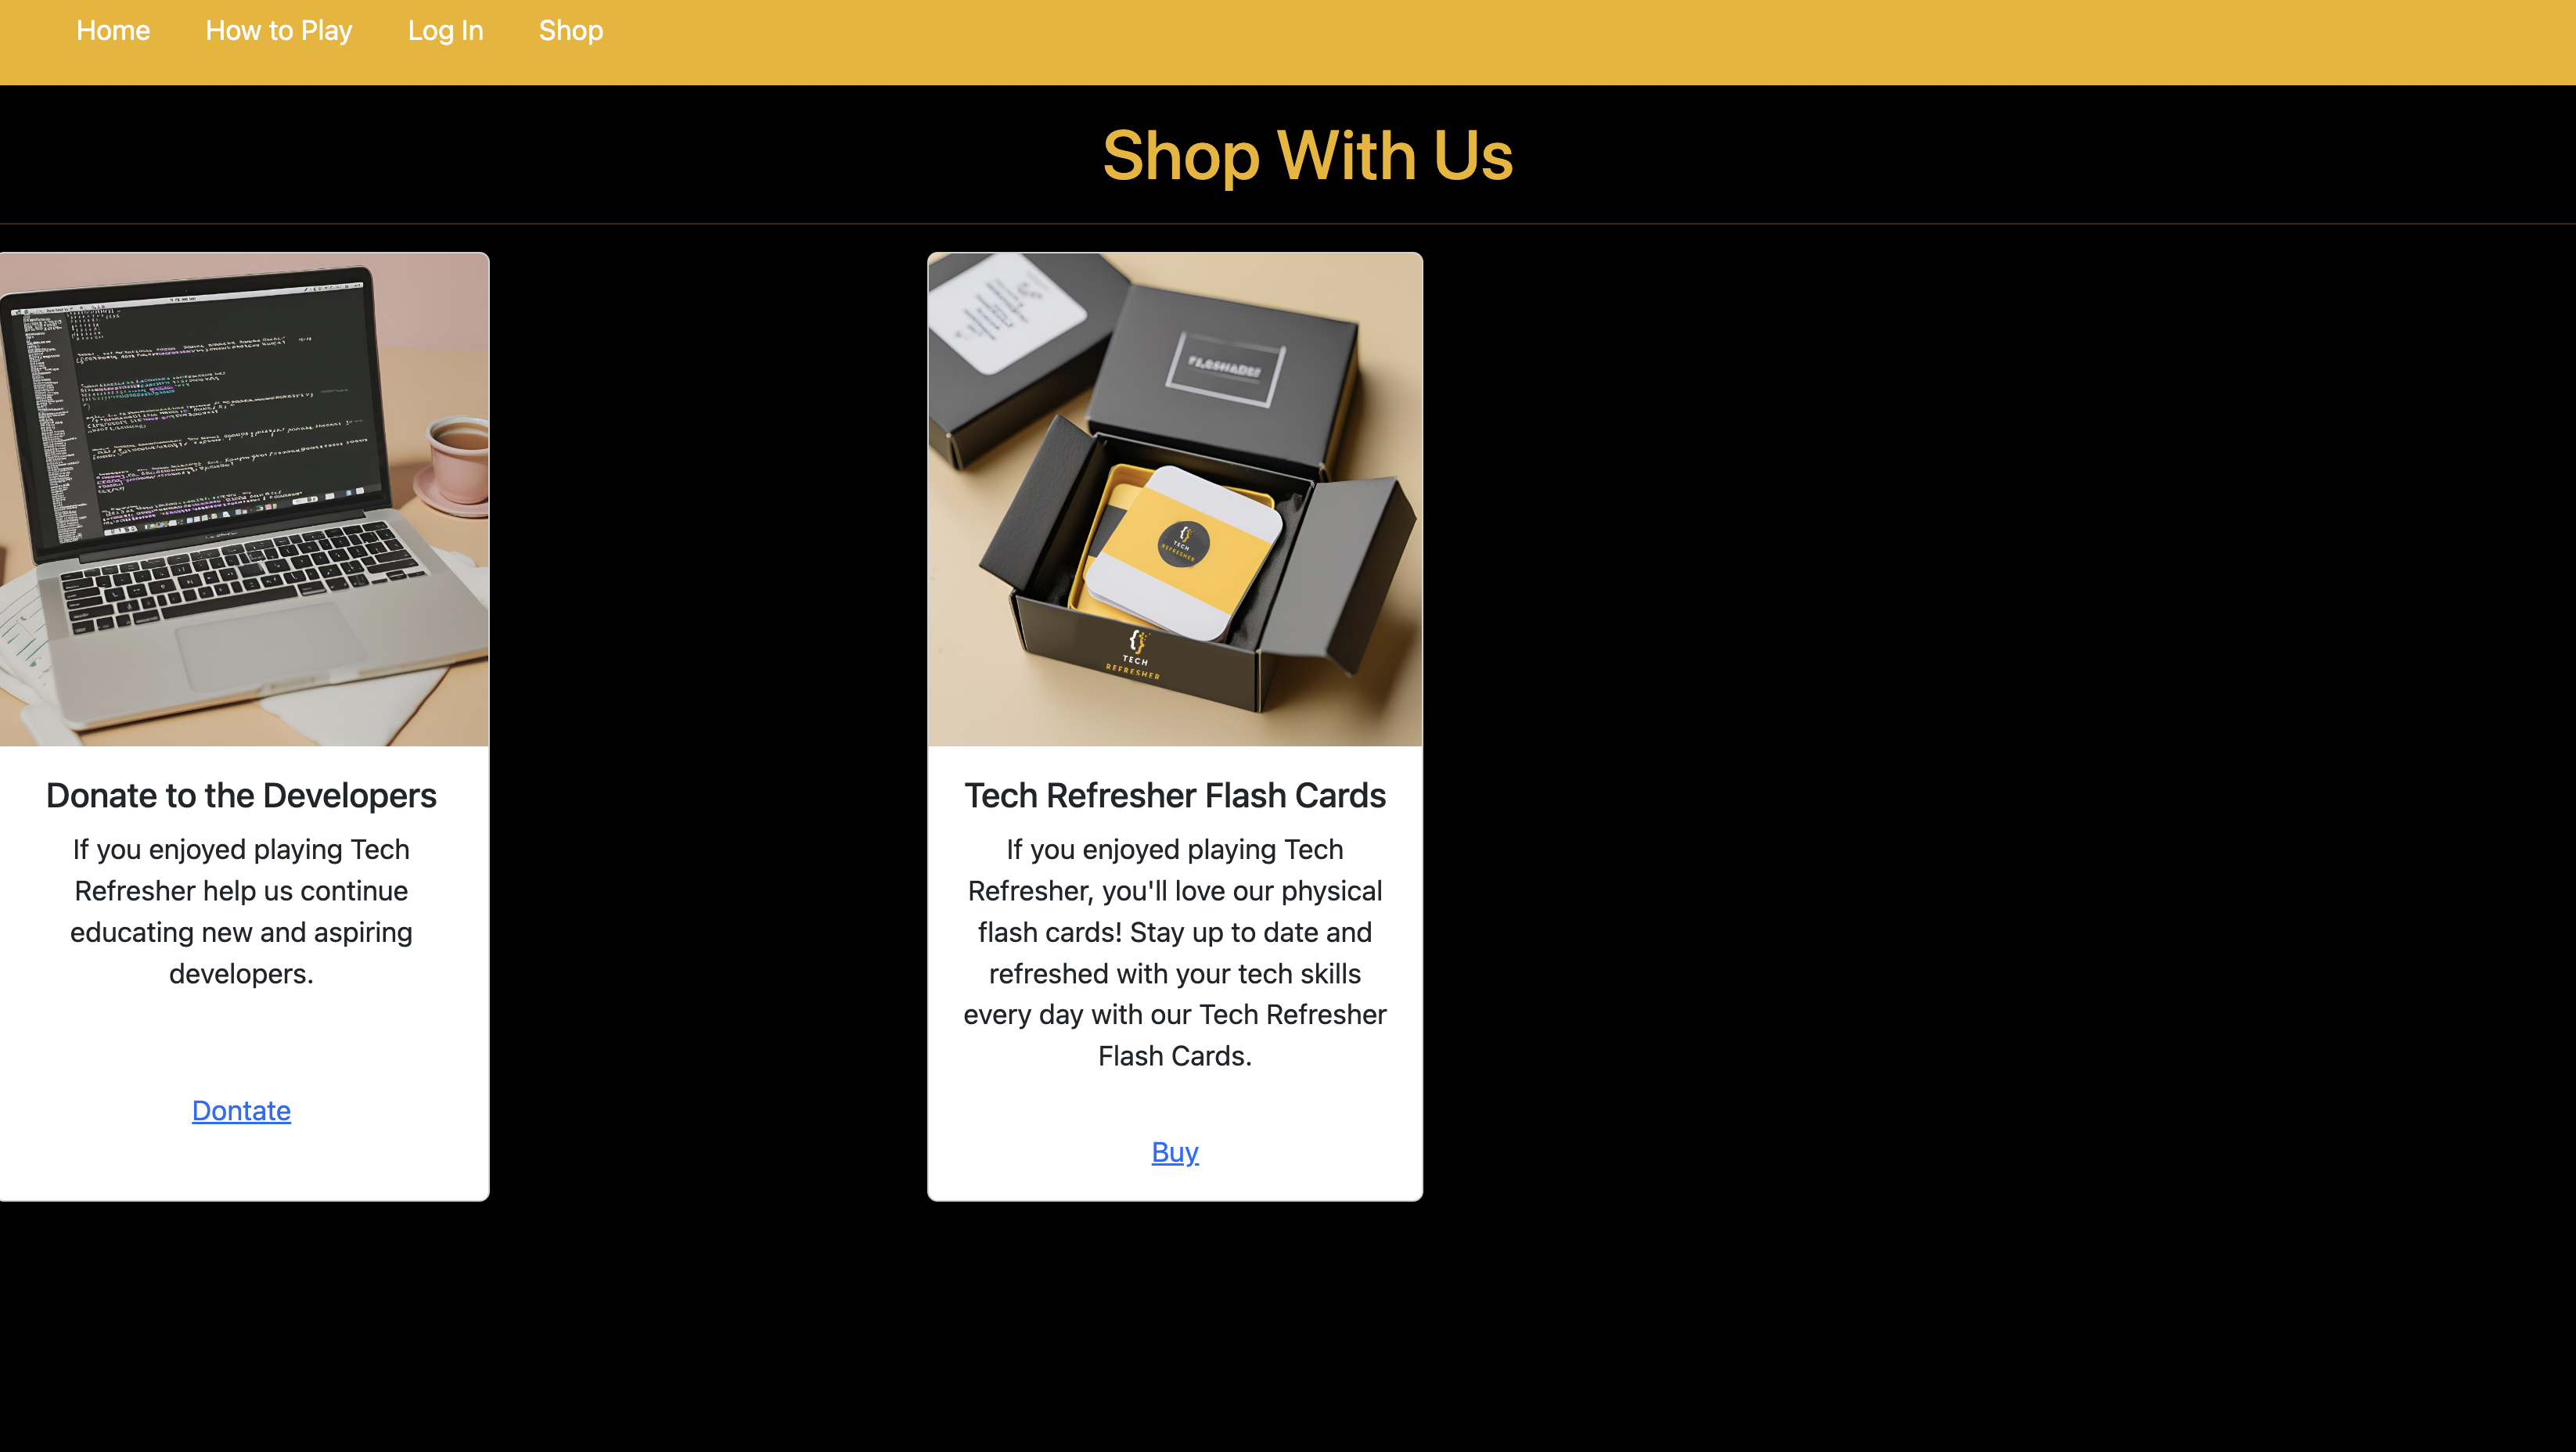 Home How to Play Log In Shop
Shop With Us
TECH
REFRESHER
TECH
REFRESHER
Donate to the Developers
If you enjoyed playing Tech
Refresher help us continue
educating new and aspiring
developers.
Dontate
Tech Refresher Flash Cards
If you enjoyed playing Tech
Refresher, you'll love our physical
flash cards! Stay up to date and
refreshed with your tech skills
every day with our Tech Refresher
Flash Cards.
Buy